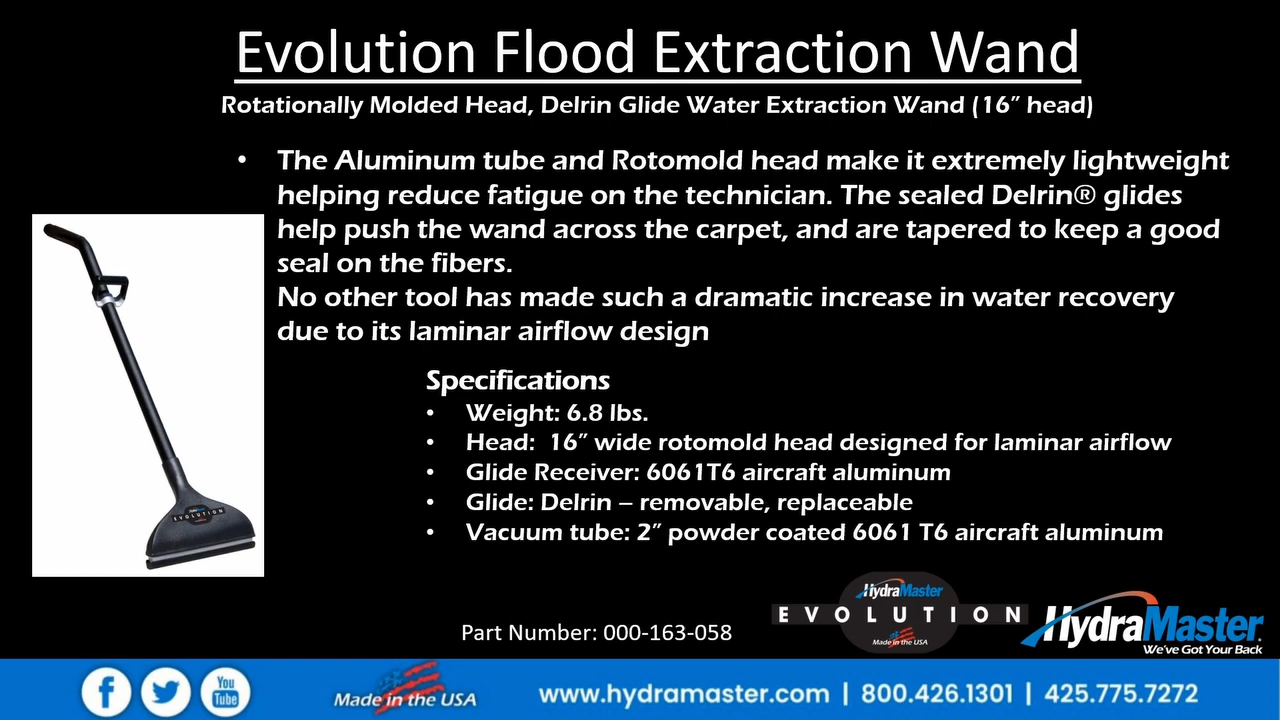 Evolution Flood Extraction Wand
Rotationally Molded Head, Delrin Glide Water Extraction Wand (16” head)
• The Aluminum tube and Rotomold head make it extremely lightweight
helping reduce fatigue on the technician. The sealed Delrin® glides
help push the wand across the carpet, and are tapered to keep a good
seal on the fibers.
No other tool has made such a dramatic increase in water recovery
due to its laminar airflow design
Specifications
• Weight: 6.8 lbs.
• Head:  16” wide rotomold head designed for laminar airflow
• Glide Receiver: 6061T6 aircraft aluminum
• Glide: Delrin – removable, replaceable
• Vacuum tube: 2” powder coated 6061 T6 aircraft aluminum
HydraMaster
EVOLUTION
HydraMaster
EVOLUTION
Made in the USA
HydraMaster.
We've Got Your Back
Part Number: 000-163-058
You
Tube
Made in the USA
www.hydramaster.com | 800.426.1301 | 425.775.7272